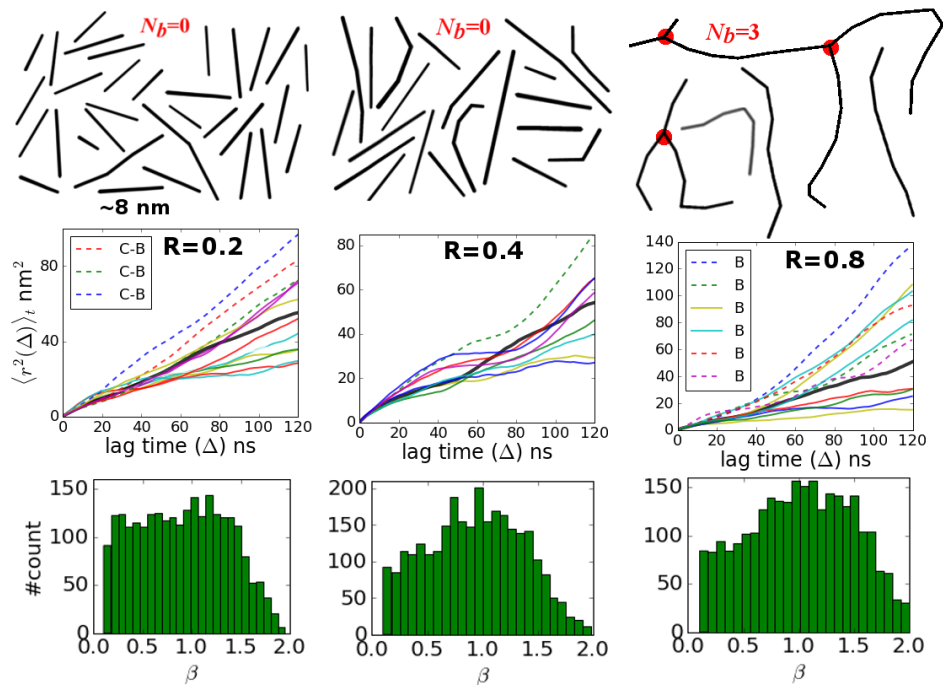 N_b=0
N_b=0
N_b=3
~8 nm
R=0.2
C-B
C-B
C-B
⟨r²(Δ)⟩_t nm²
80
40
0
0 20 40 60 80 100 120
lag time (Δ) ns
R=0.4
80
60
40
20
0
0 20 40 60 80 100 120
lag time (Δ) ns
R=0.8
B
B
B
B
B
B
140
120
100
80
60
40
20
0
0 20 40 60 80 100 120
lag time (Δ) ns
#count
150
100
50
0
0.0 0.5 1.0 1.5 2.0
β
200
150
100
50
0
0.0 0.5 1.0 1.5 2.0
β
150
100
50
0
0.0 0.5 1.0 1.5 2.0
β